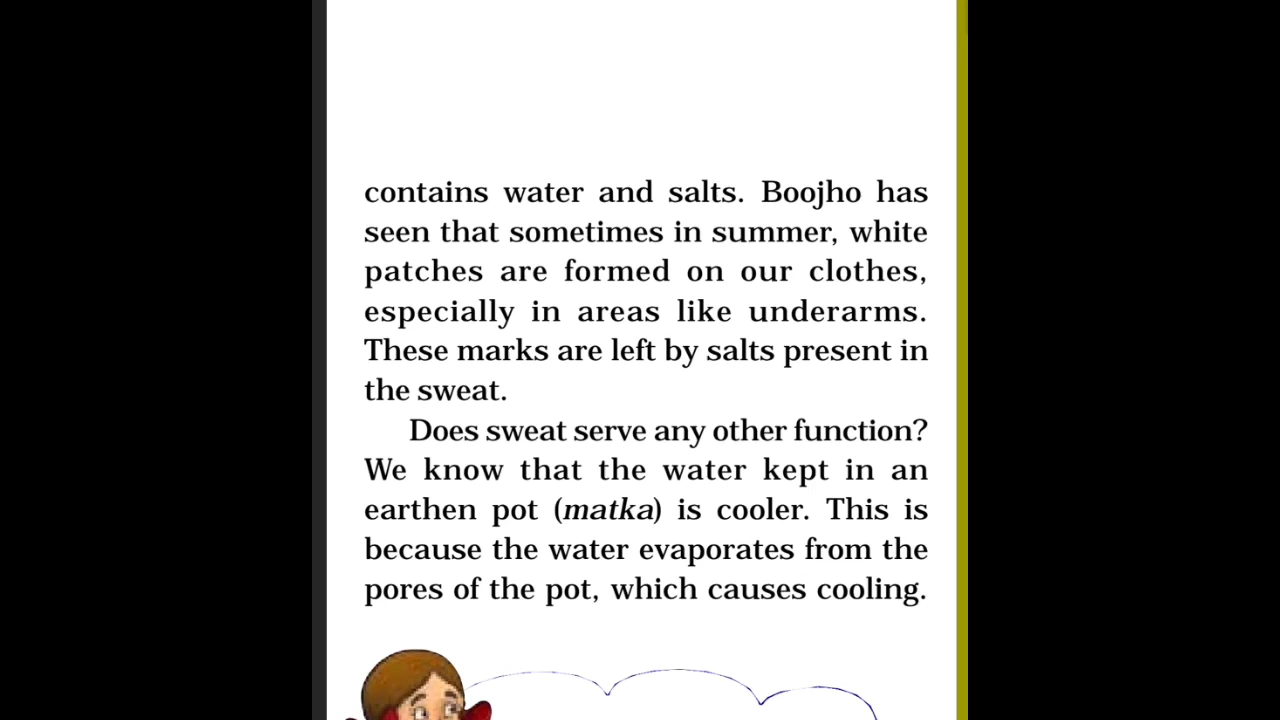 contains water and salts. Boojho has
seen that sometimes in summer, white
patches are formed on our clothes,
especially in areas like underarms.
These marks are left by salts present in
the sweat.
Does sweat serve any other function?
We know that the water kept in an
earthen pot (matka) is cooler. This is
because the water evaporates from the
pores of the pot, which causes cooling.